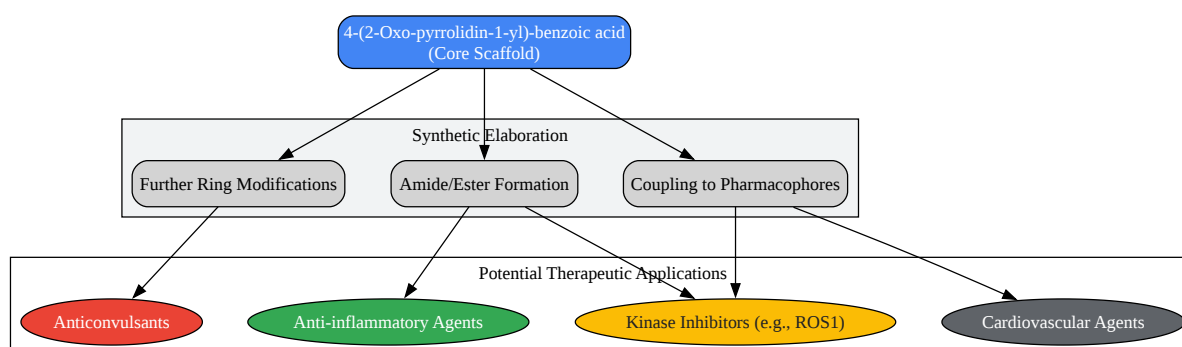 4-(2-Oxo-pyrrolidin-1-yl)-benzoic acid
(Core Scaffold)
Synthetic Elaboration
Further Ring Modifications
Amide/Ester Formation
Coupling to Pharmacophores
Potential Therapeutic Applications
Anticonvulsants
Anti-inflammatory Agents
Kinase Inhibitors (e.g., ROS1)
Cardiovascular Agents